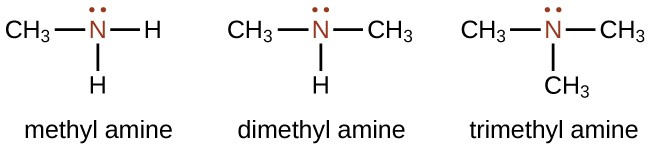 CH₃ N H CH₃ N CH₃ CH₃ N CH₃
H H CH₃
methyl amine dimethyl amine trimethyl amine